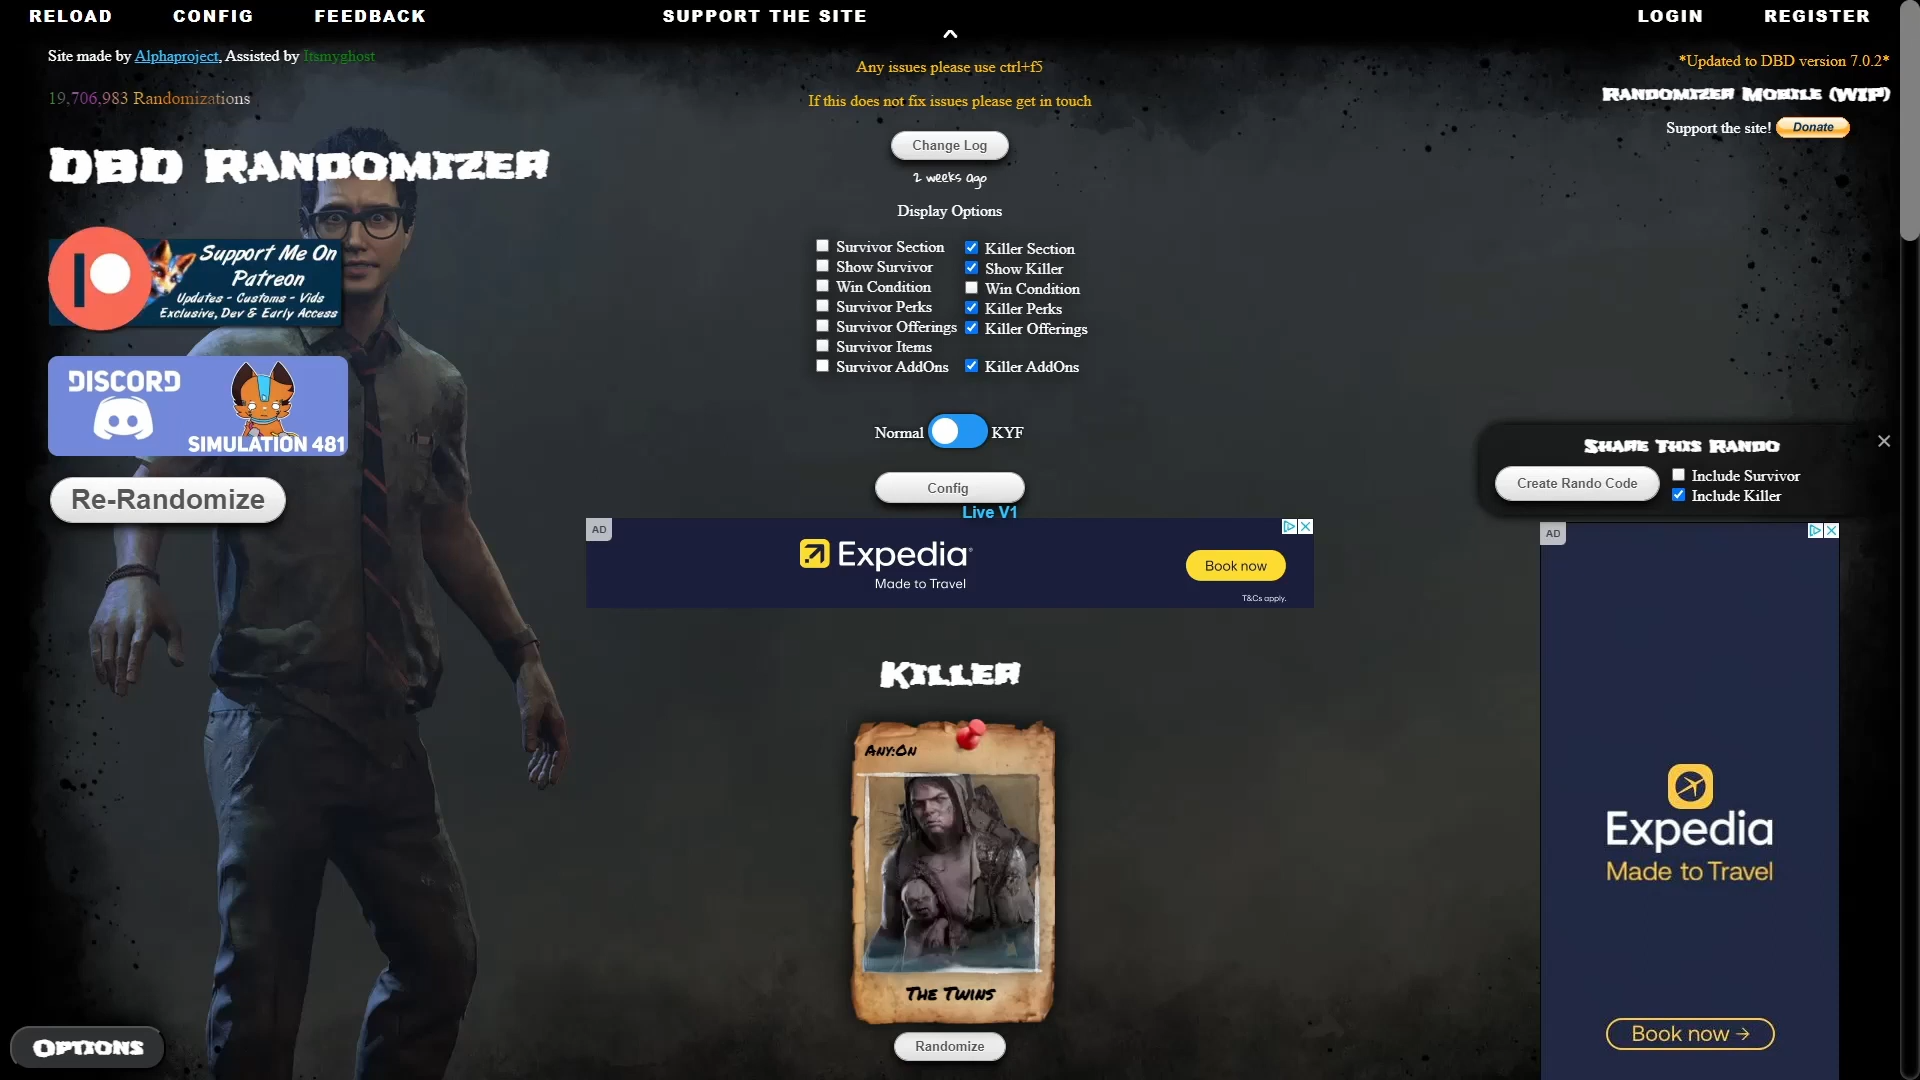 RELOAD CONFIG FEEDBACK SUPPORT THE SITE LOGIN REGISTER
Site made by Alphaproject, Assisted by Itsmyghost
19,706,983 Randomizations
DBD Randomizer
Support Me On
Patreon
Updates - Customs - Vids
Exclusive, Dev & Early Access
DISCORD
SIMULATION 481
Re-Randomize
Any issues please use ctrl+f5
If this does not fix issues please get in touch
Change Log
2 weeks ago
Display Options
Survivor Section Killer Section
Show Survivor Show Killer
Win Condition Win Condition
Survivor Perks Killer Perks
Survivor Offerings Killer Offerings
Survivor Items
Survivor AddOns Killer AddOns
Normal KYF
Config
Live V1
*Updated to DBD version 7.0.2*
Randomizer Mobile (WIP)
Support the site! Donate
Share This Rando
Create Rando Code
Include Survivor
Include Killer
AD
Expedia
Made to Travel
Book now
T&Cs apply.
Killer
Any:On
The Twins
Randomize
AD
Expedia
Made to Travel
Book now →
Options